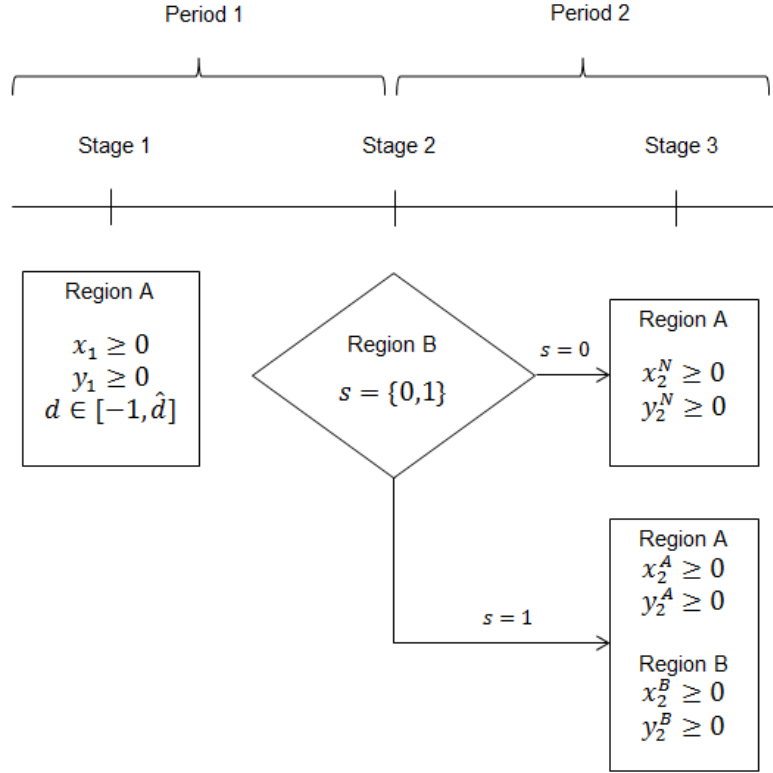 Period 1
Period 2
Stage 1
Stage 2
Stage 3
Region A
x₁ ≥ 0
y₁ ≥ 0
d ∈ [−1, d̂]
Region B
s = {0,1}
s = 0
Region A
x₂ᴺ ≥ 0
y₂ᴺ ≥ 0
s = 1
Region A
x₂ᴬ ≥ 0
y₂ᴬ ≥ 0
Region B
x₂ᴮ ≥ 0
y₂ᴮ ≥ 0